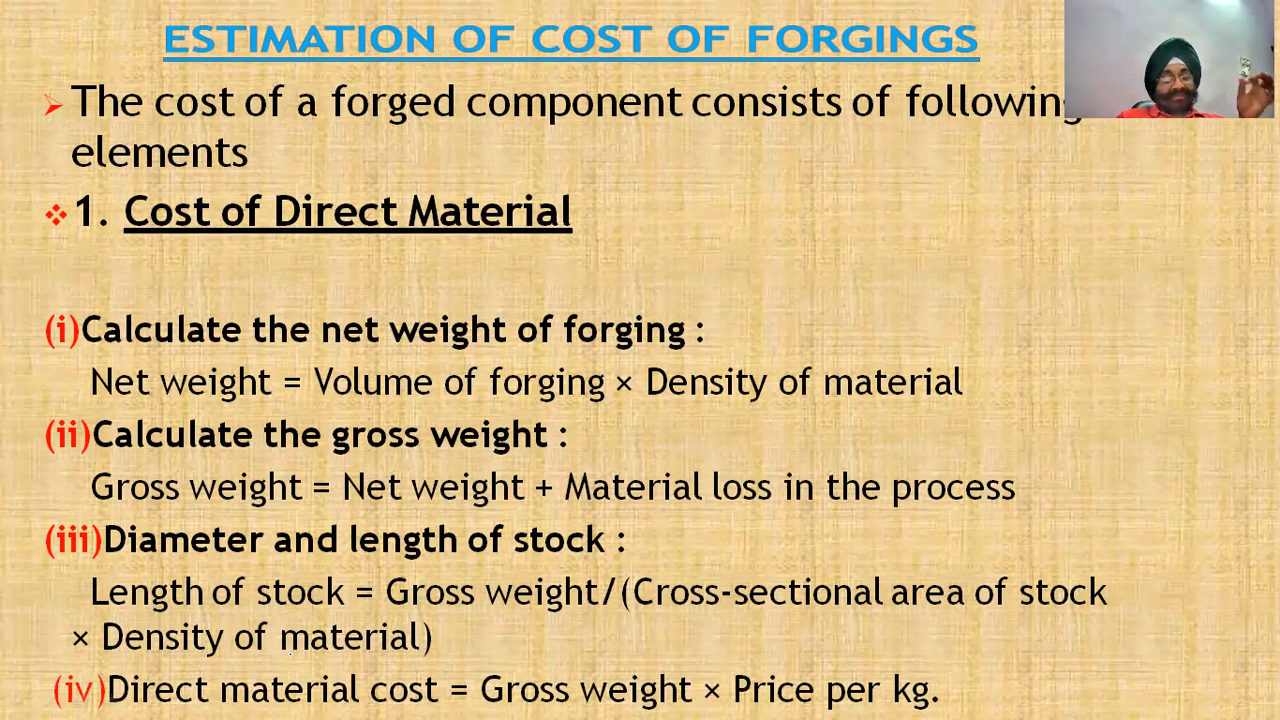 ESTIMATION OF COST OF FORGINGS
The cost of a forged component consists of following
elements
1. Cost of Direct Material
(i)Calculate the net weight of forging :
Net weight = Volume of forging × Density of material
(ii)Calculate the gross weight :
Gross weight = Net weight + Material loss in the process
(iii)Diameter and length of stock :
Length of stock = Gross weight/(Cross-sectional area of stock
× Density of material)
(iv)Direct material cost = Gross weight × Price per kg.